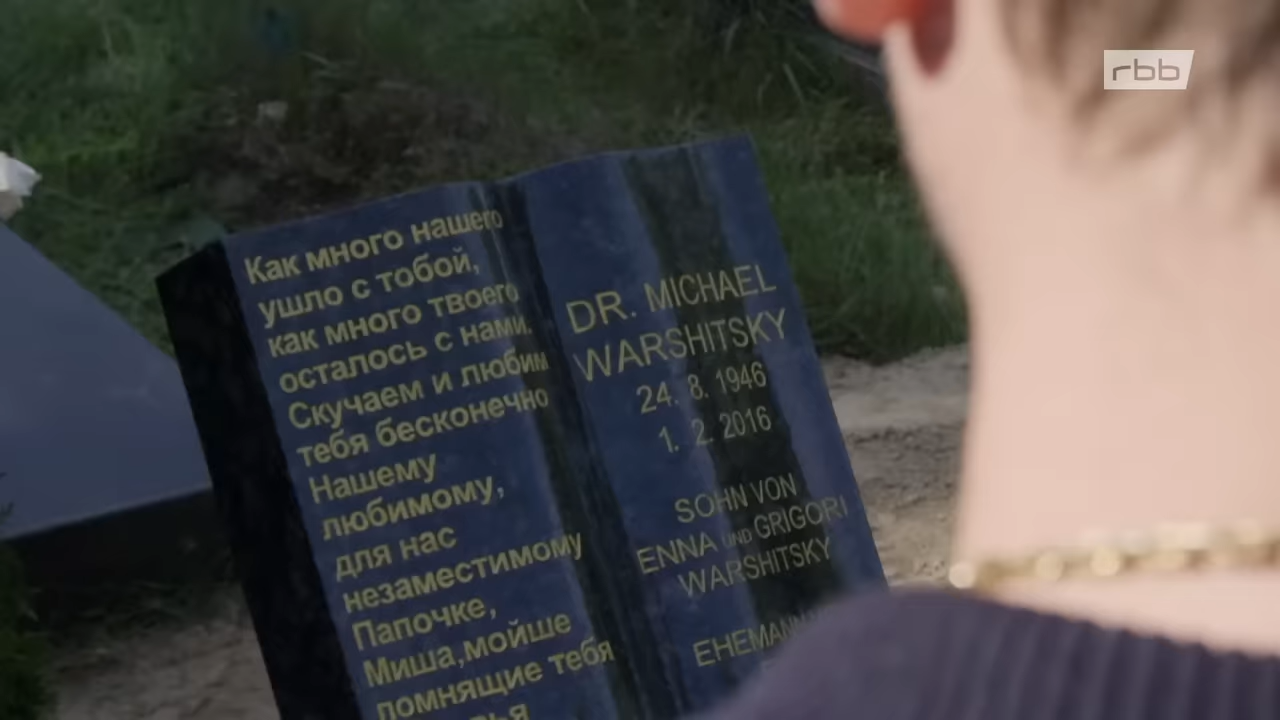 rbb
Как много нашего
ушло с тобой,
как много твоего
осталось с нами.
Скучаем и любим
тебя бесконечно
Нашему
любимому,
для нас
незаместимому
Папочке,
Миша,мойше
помнящие тебя
DR. MICHAEL
WARSHITSKY
24. 8. 1946
1. 2. 2016
SOHN VON
ENNA UND GRIGORI
WARSHITSKY